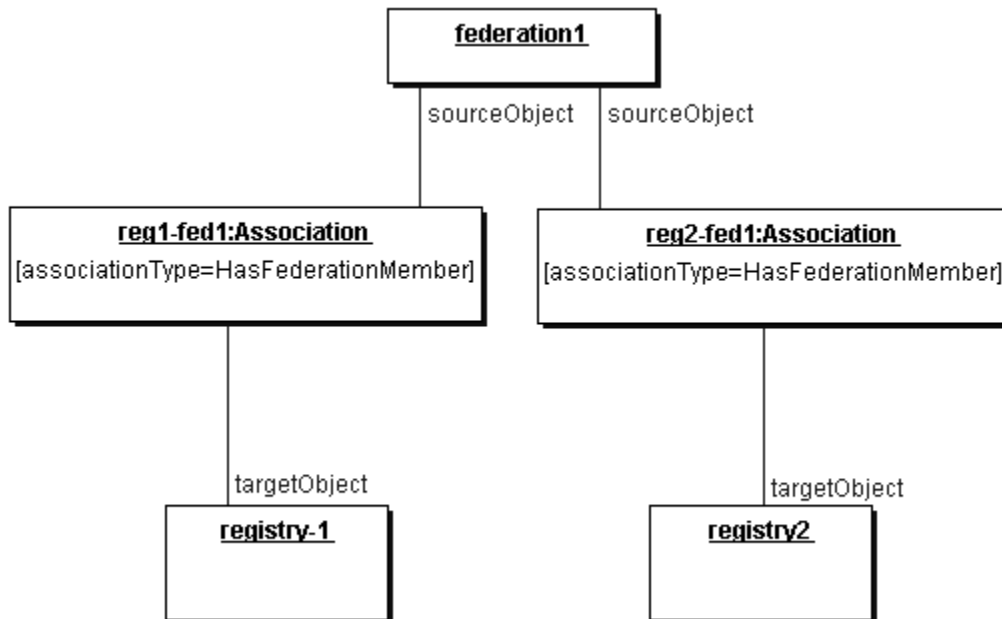 federation1
sourceObject
sourceObject
reg1-fed1:Association
[associationType=HasFederationMember]
reg2-fed1:Association
[associationType=HasFederationMember]
targetObject
targetObject
registry-1
registry2